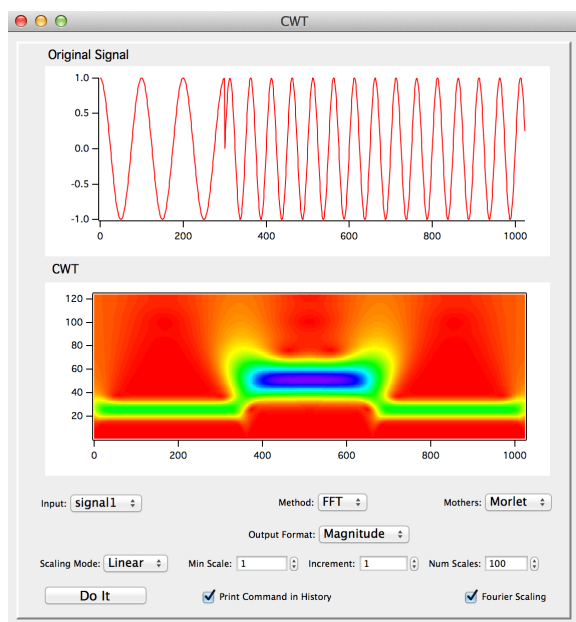 CWT
Original Signal
1.0
0.5
0.0
-0.5
-1.0
0 200 400 600 800 1000
CWT
120
100
80
60
40
20
0 200 400 600 800 1000
Input: signal1 Method: FFT Mothers: Morlet
Output Format: Magnitude
Scaling Mode: Linear Min Scale: 1 Increment: 1 Num Scales: 100
Do It Print Command in History Fourier Scaling